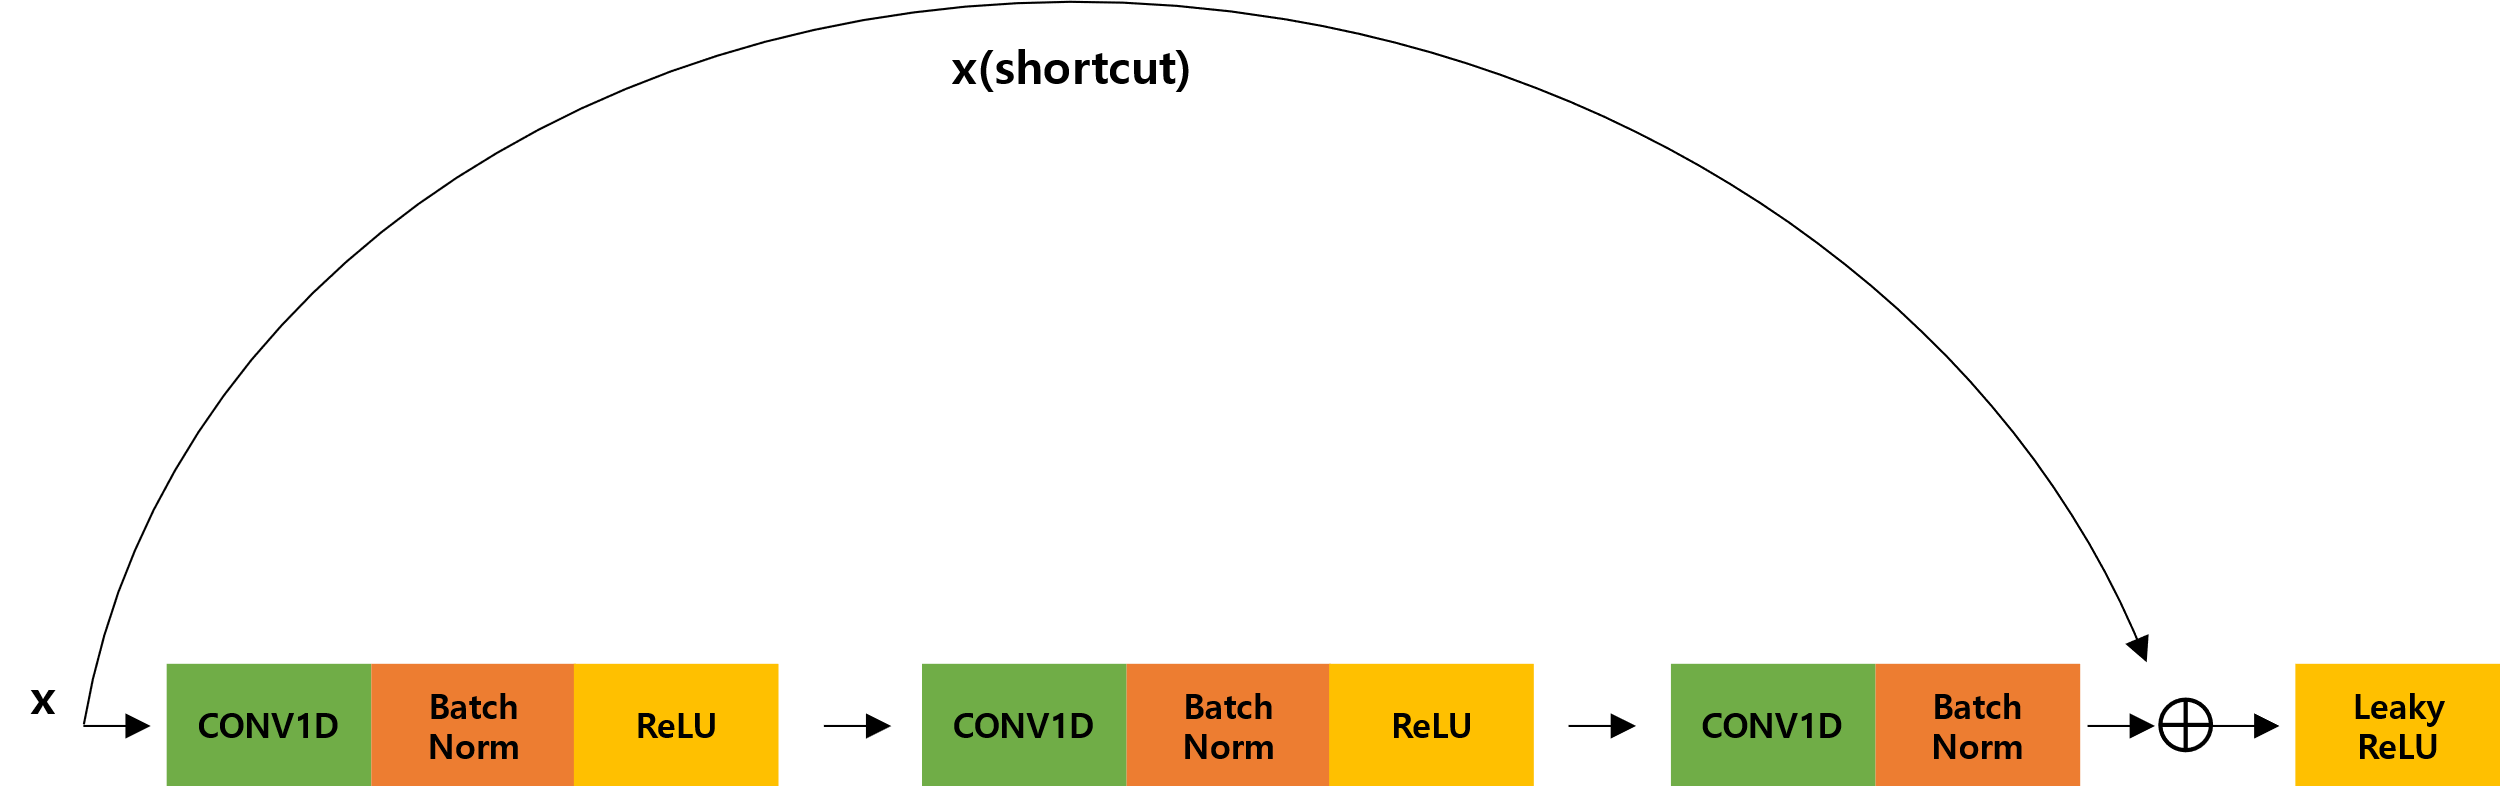 x(shortcut)
x
CONV1D
Batch
Norm
ReLU
CONV1D
Batch
Norm
ReLU
CONV1D
Batch
Norm
Leaky
ReLU